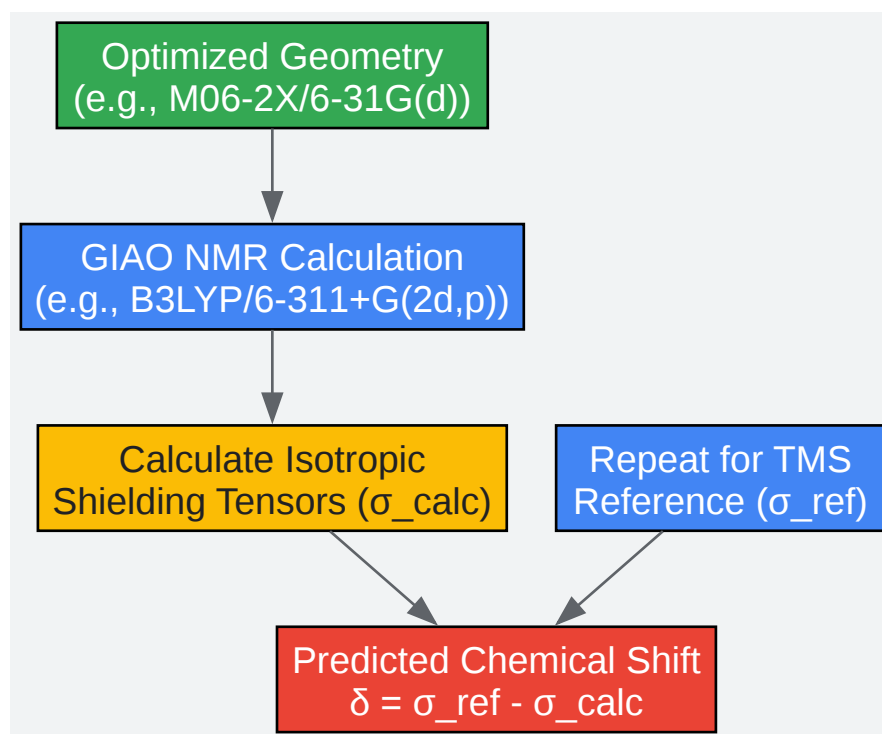 Optimized Geometry
(e.g., M06-2X/6-31G(d))
GIAO NMR Calculation
(e.g., B3LYP/6-311+G(2d,p))
Calculate Isotropic
Shielding Tensors (σ_calc)
Repeat for TMS
Reference (σ_ref)
Predicted Chemical Shift
δ = σ_ref - σ_calc